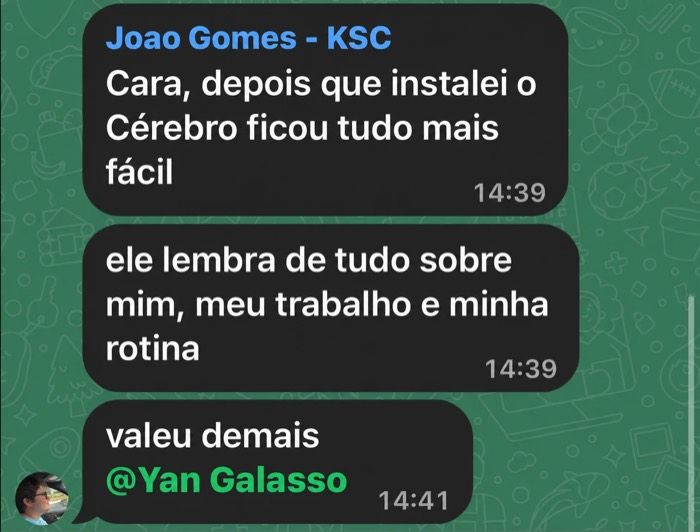 Joao Gomes - KSC
Cara, depois que instalei o
Cérebro ficou tudo mais
fácil
14:39
ele lembra de tudo sobre
mim, meu trabalho e minha
rotina
14:39
valeu demais
@Yan Galasso
14:41